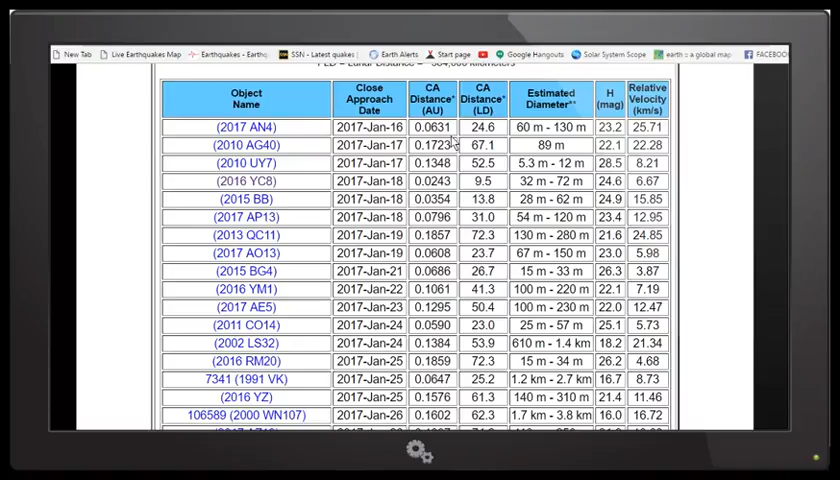 New Tab Live Earthquakes Map Earthquakes - Earthq SSN - Latest quakes | Earth Alerts Start page Google Hangouts Solar System Scope earth :: a global map FACEBOO
Object Name Close Approach Date CA Distance* (AU) CA Distance* (LD) Estimated Diameter** H (mag) Relative Velocity (km/s)
(2017 AN4) 2017-Jan-16 0.0631 24.6 60 m - 130 m 23.2 25.71
(2010 AG40) 2017-Jan-17 0.1723 67.1 89 m 22.1 22.28
(2010 UY7) 2017-Jan-17 0.1348 52.5 5.3 m - 12 m 28.5 8.21
(2016 YC8) 2017-Jan-18 0.0243 9.5 32 m - 72 m 24.6 6.67
(2015 BB) 2017-Jan-18 0.0354 13.8 28 m - 62 m 24.9 15.85
(2017 AP13) 2017-Jan-18 0.0796 31.0 54 m - 120 m 23.4 12.95
(2013 QC11) 2017-Jan-19 0.1857 72.3 130 m - 280 m 21.6 24.85
(2017 AO13) 2017-Jan-19 0.0608 23.7 67 m - 150 m 23.0 5.98
(2015 BG4) 2017-Jan-21 0.0686 26.7 15 m - 33 m 26.3 3.87
(2016 YM1) 2017-Jan-22 0.1061 41.3 100 m - 220 m 22.1 7.19
(2017 AE5) 2017-Jan-23 0.1295 50.4 100 m - 230 m 22.0 12.47
(2011 CO14) 2017-Jan-24 0.0590 23.0 25 m - 57 m 25.1 5.73
(2002 LS32) 2017-Jan-24 0.1384 53.9 610 m - 1.4 km 18.2 21.34
(2016 RM20) 2017-Jan-25 0.1859 72.3 15 m - 34 m 26.2 4.68
7341 (1991 VK) 2017-Jan-25 0.0647 25.2 1.2 km - 2.7 km 16.7 8.73
(2016 YZ) 2017-Jan-25 0.1576 61.3 140 m - 310 m 21.4 11.46
106589 (2000 WN107) 2017-Jan-26 0.1602 62.3 1.7 km - 3.8 km 16.0 16.72